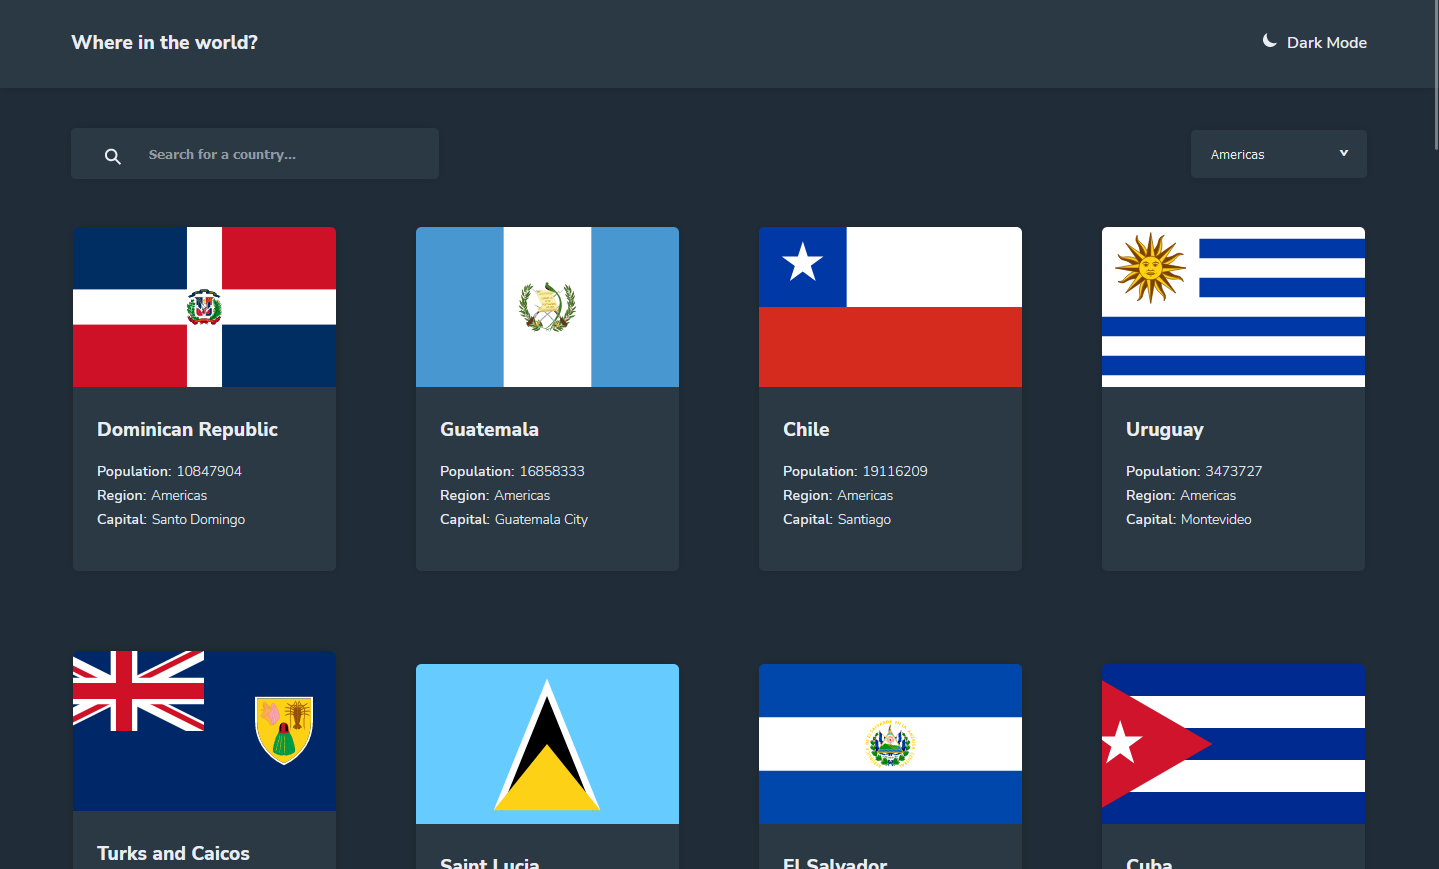 Where in the world?
Dark Mode
Search for a country...
Americas
Dominican Republic
Population: 10847904
Region: Americas
Capital: Santo Domingo
Guatemala
Population: 16858333
Region: Americas
Capital: Guatemala City
Chile
Population: 19116209
Region: Americas
Capital: Santiago
Uruguay
Population: 3473727
Region: Americas
Capital: Montevideo
Turks and Caicos
Saint Lucia
El Salvador
Cuba